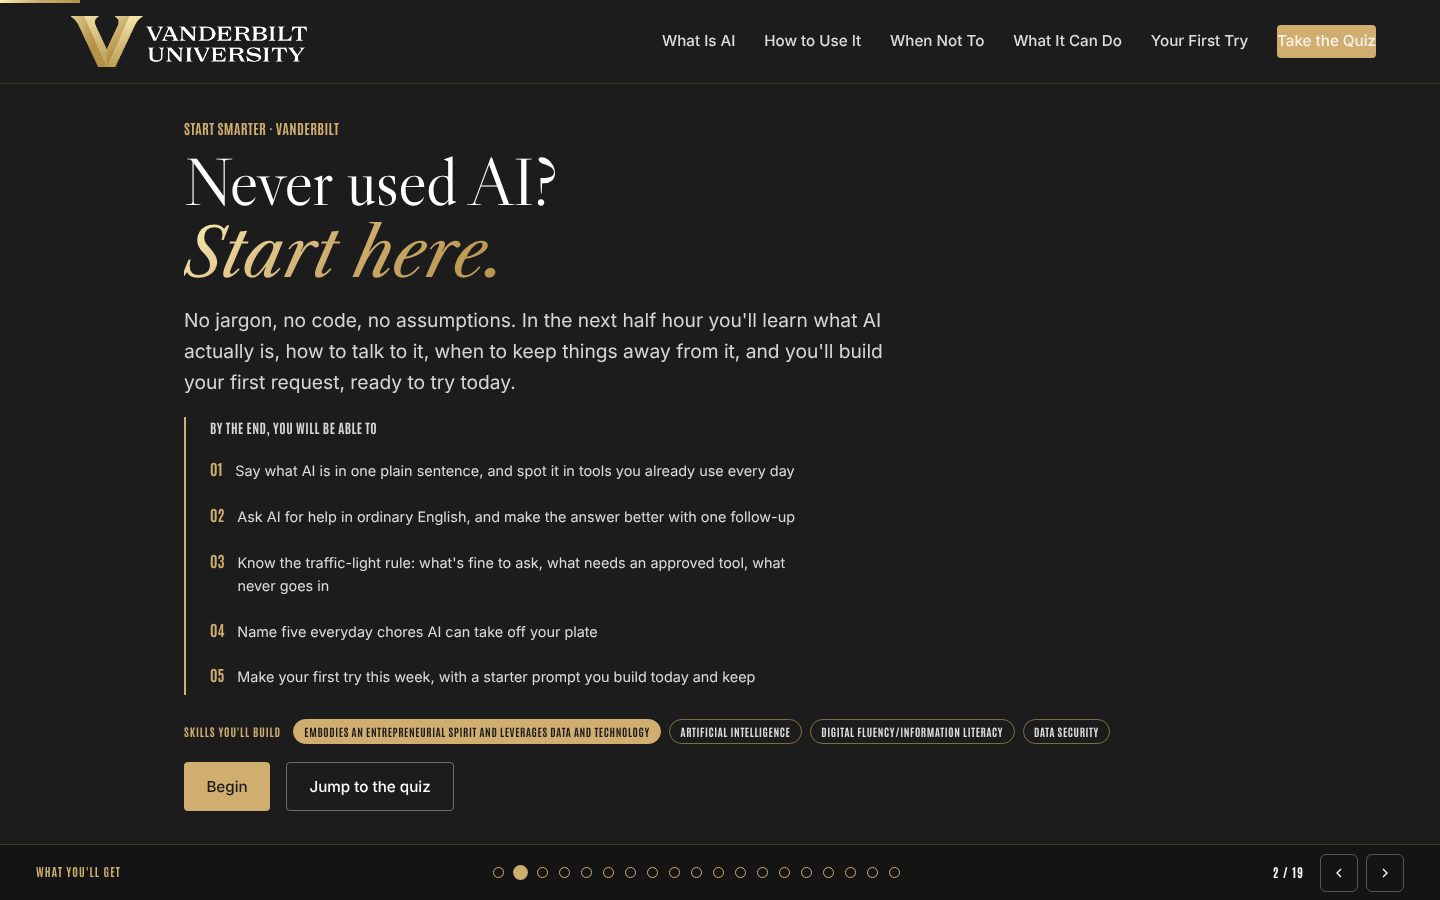 VANDERBILT
UNIVERSITY
What Is AI
How to Use It
When Not To
What It Can Do
Your First Try
Take the Quiz
START SMARTER · VANDERBILT
Never used AI?
Start here.
No jargon, no code, no assumptions. In the next half hour you'll learn what AI
actually is, how to talk to it, when to keep things away from it, and you'll build
your first request, ready to try today.
BY THE END, YOU WILL BE ABLE TO
01 Say what AI is in one plain sentence, and spot it in tools you already use every day
02 Ask AI for help in ordinary English, and make the answer better with one follow-up
03 Know the traffic-light rule: what's fine to ask, what needs an approved tool, what
never goes in
04 Name five everyday chores AI can take off your plate
05 Make your first try this week, with a starter prompt you build today and keep
SKILLS YOU'LL BUILD
EMBODIES AN ENTREPRENEURIAL SPIRIT AND LEVERAGES DATA AND TECHNOLOGY
ARTIFICIAL INTELLIGENCE
DIGITAL FLUENCY/INFORMATION LITERACY
DATA SECURITY
Begin
Jump to the quiz
WHAT YOU'LL GET
2 / 19